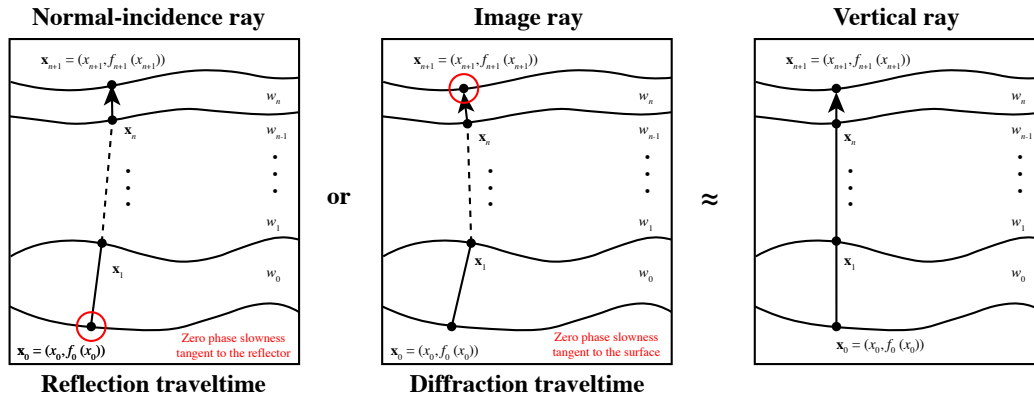 Normal-incidence ray
x_{n+1} = (x_{n+1}, f_{n+1} (x_{n+1}))
w_n
x_n
w_{n-1}
w_1
x_1
w_0
Zero phase slowness
tangent to the reflector
x_0 = (x_0, f_0 (x_0))
Reflection traveltime
or
Image ray
x_{n+1} = (x_{n+1}, f_{n+1} (x_{n+1}))
w_n
x_n
w_{n-1}
w_1
x_1
w_0
x_0 = (x_0, f_0 (x_0))
Zero phase slowness
tangent to the surface
Diffraction traveltime
≈
Vertical ray
x_{n+1} = (x_{n+1}, f_{n+1} (x_{n+1}))
w_n
x_n
w_{n-1}
w_1
x_1
w_0
x_0 = (x_0, f_0 (x_0))